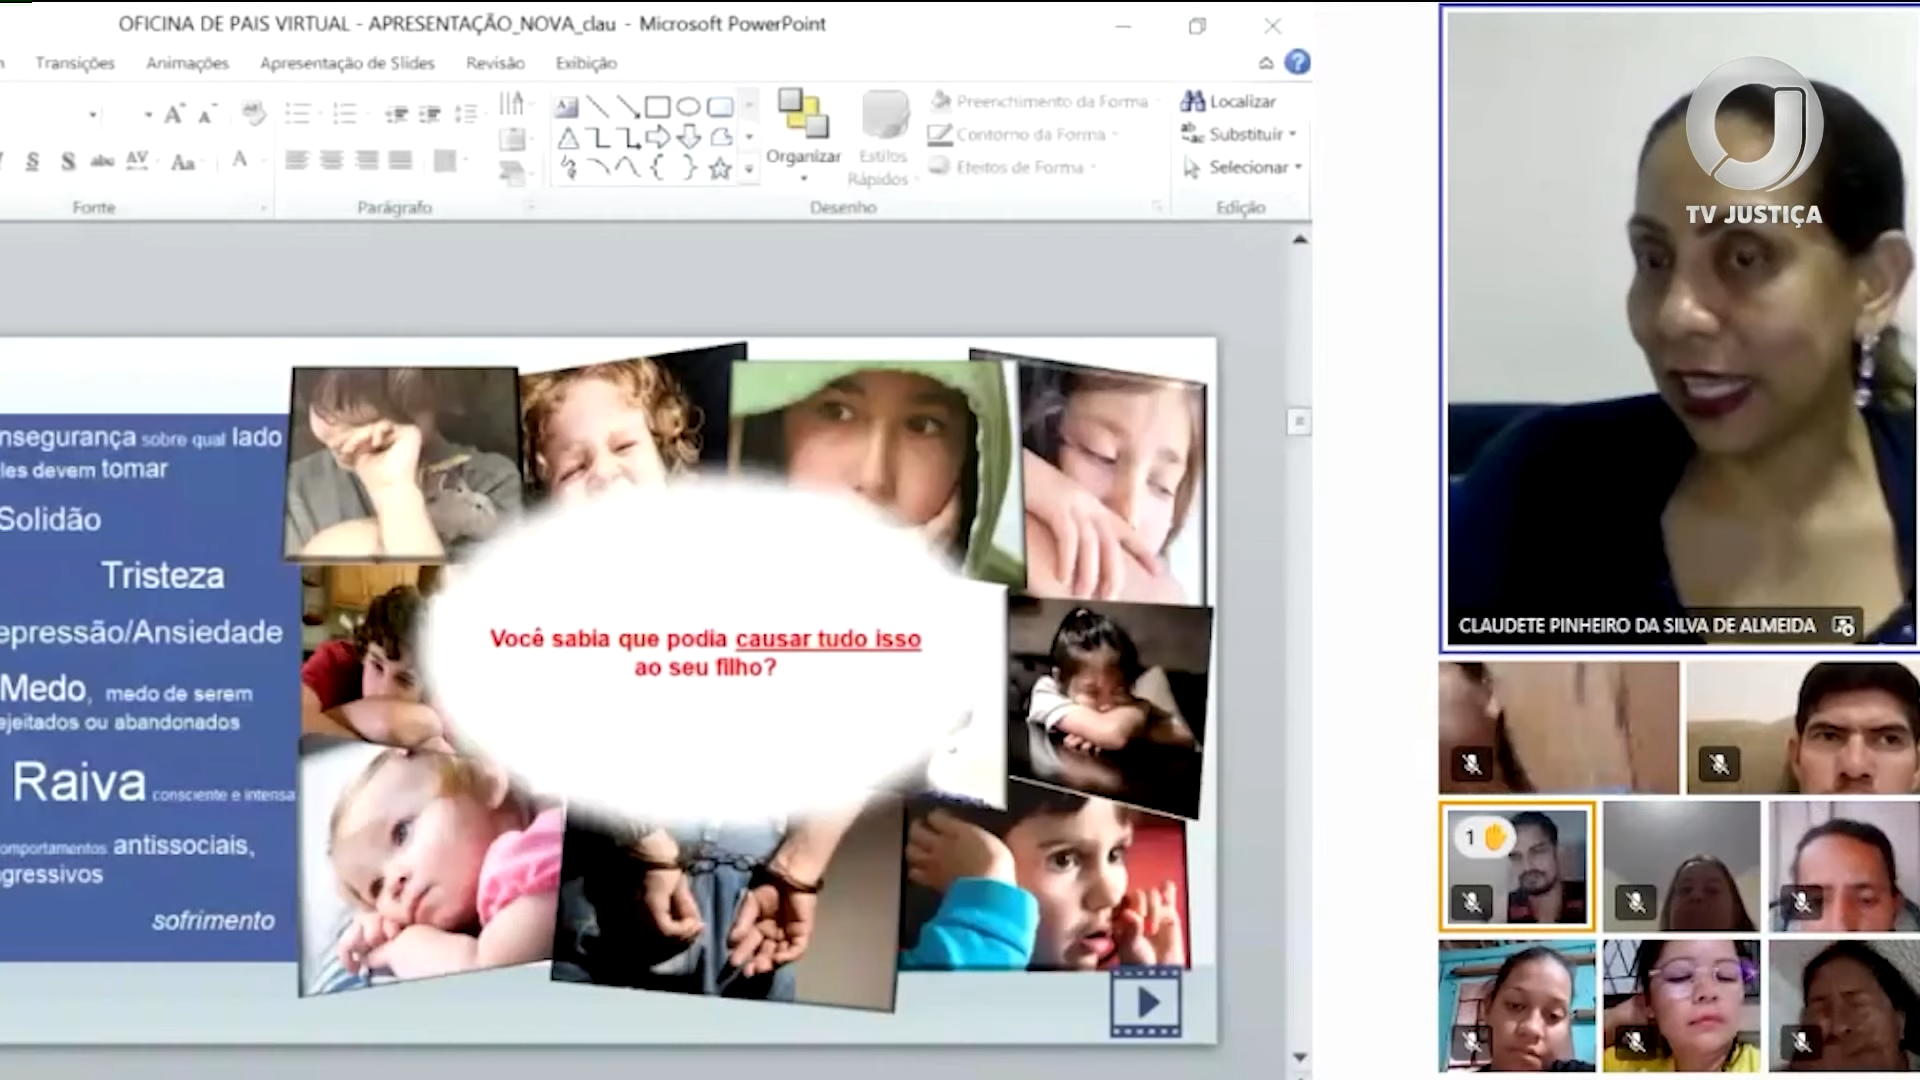 OFICINA DE PAIS VIRTUAL - APRESENTAÇÃO_NOVA_clau - Microsoft PowerPoint
Transições Animações Apresentação de Slides Revisão Exibição
Preenchimento da Forma
Contorno da Forma
Efeitos de Forma
Organizar
Estilos
Rápidos
Localizar
Substituir
Selecionar
Fonte Parágrafo Desenho Edição
nsegurança sobre qual lado
les devem tomar
Solidão
Tristeza
epressão/Ansiedade
Medo, medo de serem
ejeitados ou abandonados
Raiva consciente e intensa
omportamentos antissociais,
gressivos
sofrimento
Você sabia que podia causar tudo isso
ao seu filho?
TV JUSTIÇA
CLAUDETE PINHEIRO DA SILVA DE ALMEIDA
1